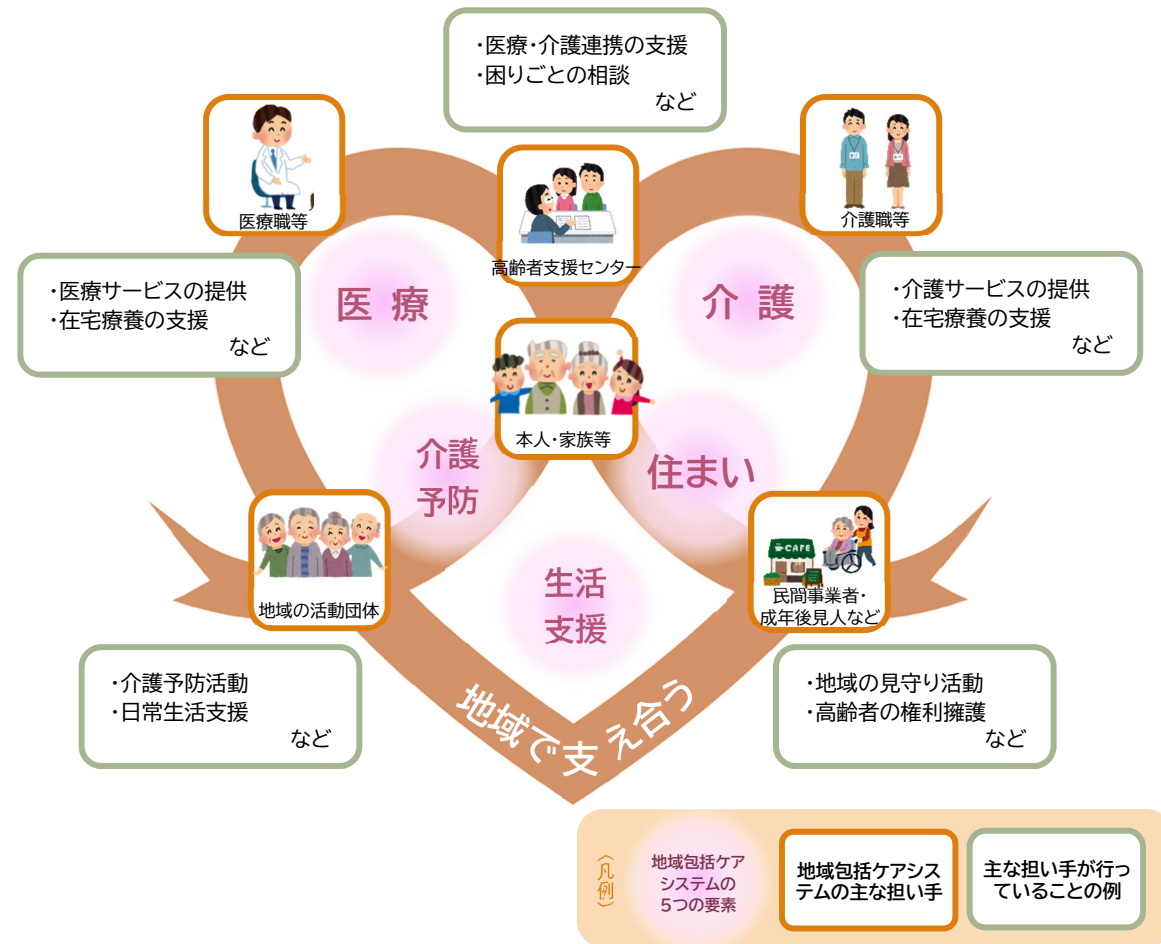 ・医療・介護連携の支援
・困りごとの相談
など
医療職等
高齢者支援センター
介護職等
・医療サービスの提供
・在宅療養の支援
など
医療
介護
・介護サービスの提供
・在宅療養の支援
など
本人・家族等
介護
予防
住まい
CAFE
地域の活動団体
生活
支援
民間事業者・
成年後見人など
・介護予防活動
・日常生活支援
など
地域で支え合う
・地域の見守り活動
・高齢者の権利擁護
など
（凡例）
地域包括ケア
システムの
5つの要素
地域包括ケアシス
テムの主な担い手
主な担い手が行っ
ていることの例